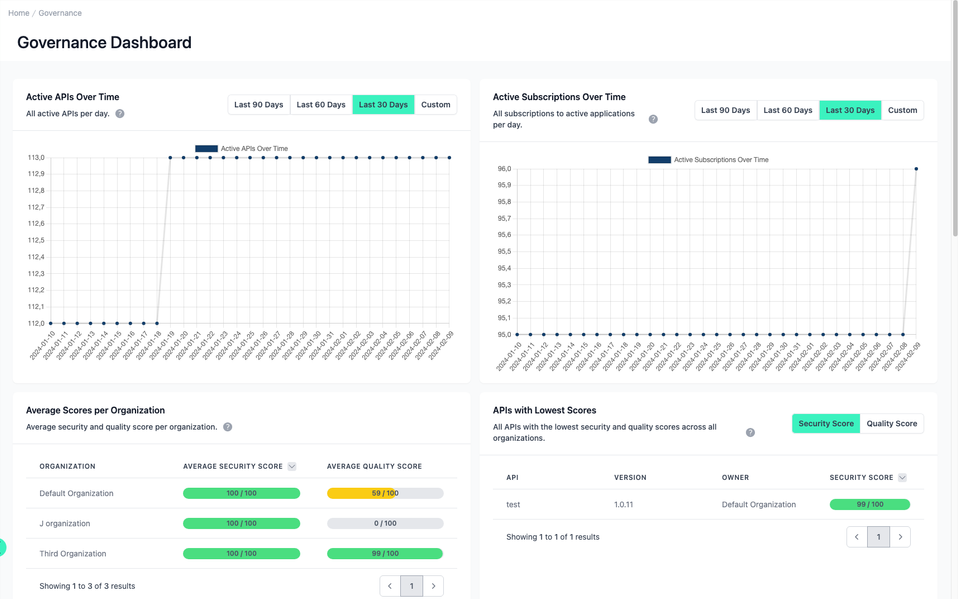 Home / Governance
Governance Dashboard
Active APIs Over Time
All active APIs per day. ?
Last 90 Days Last 60 Days Last 30 Days Custom
Active APIs Over Time
113,0
112,9
112,8
112,7
112,6
112,5
112,4
112,3
112,2
112,1
112,0
2024-01-10 2024-01-11 2024-01-12 2024-01-13 2024-01-14 2024-01-15 2024-01-16 2024-01-17 2024-01-18 2024-01-19 2024-01-20 2024-01-21 2024-01-22 2024-01-23 2024-01-24 2024-01-25 2024-01-26 2024-01-27 2024-01-28 2024-01-29 2024-01-30 2024-01-31 2024-02-01 2024-02-02 2024-02-03 2024-02-04 2024-02-05 2024-02-06 2024-02-07 2024-02-08 2024-02-09
Active Subscriptions Over Time
All subscriptions to active applications
per day. ?
Last 90 Days Last 60 Days Last 30 Days Custom
Active Subscriptions Over Time
96,0
95,9
95,8
95,7
95,6
95,5
95,4
95,3
95,2
95,1
95,0
2024-01-10 2024-01-11 2024-01-12 2024-01-13 2024-01-14 2024-01-15 2024-01-16 2024-01-17 2024-01-18 2024-01-19 2024-01-20 2024-01-21 2024-01-22 2024-01-23 2024-01-24 2024-01-25 2024-01-26 2024-01-27 2024-01-28 2024-01-29 2024-01-30 2024-01-31 2024-02-01 2024-02-02 2024-02-03 2024-02-04 2024-02-05 2024-02-06 2024-02-07 2024-02-08 2024-02-09
Average Scores per Organization
Average security and quality score per organization. ?
ORGANIZATION AVERAGE SECURITY SCORE AVERAGE QUALITY SCORE
Default Organization 100 / 100 59 / 100
J organization 100 / 100 0 / 100
Third Organization 100 / 100 99 / 100
Showing 1 to 3 of 3 results < 1 >
APIs with Lowest Scores
All APIs with the lowest security and quality scores across all
organizations. ?
Security Score Quality Score
API VERSION OWNER SECURITY SCORE
test 1.0.11 Default Organization 99 / 100
Showing 1 to 1 of 1 results < 1 >